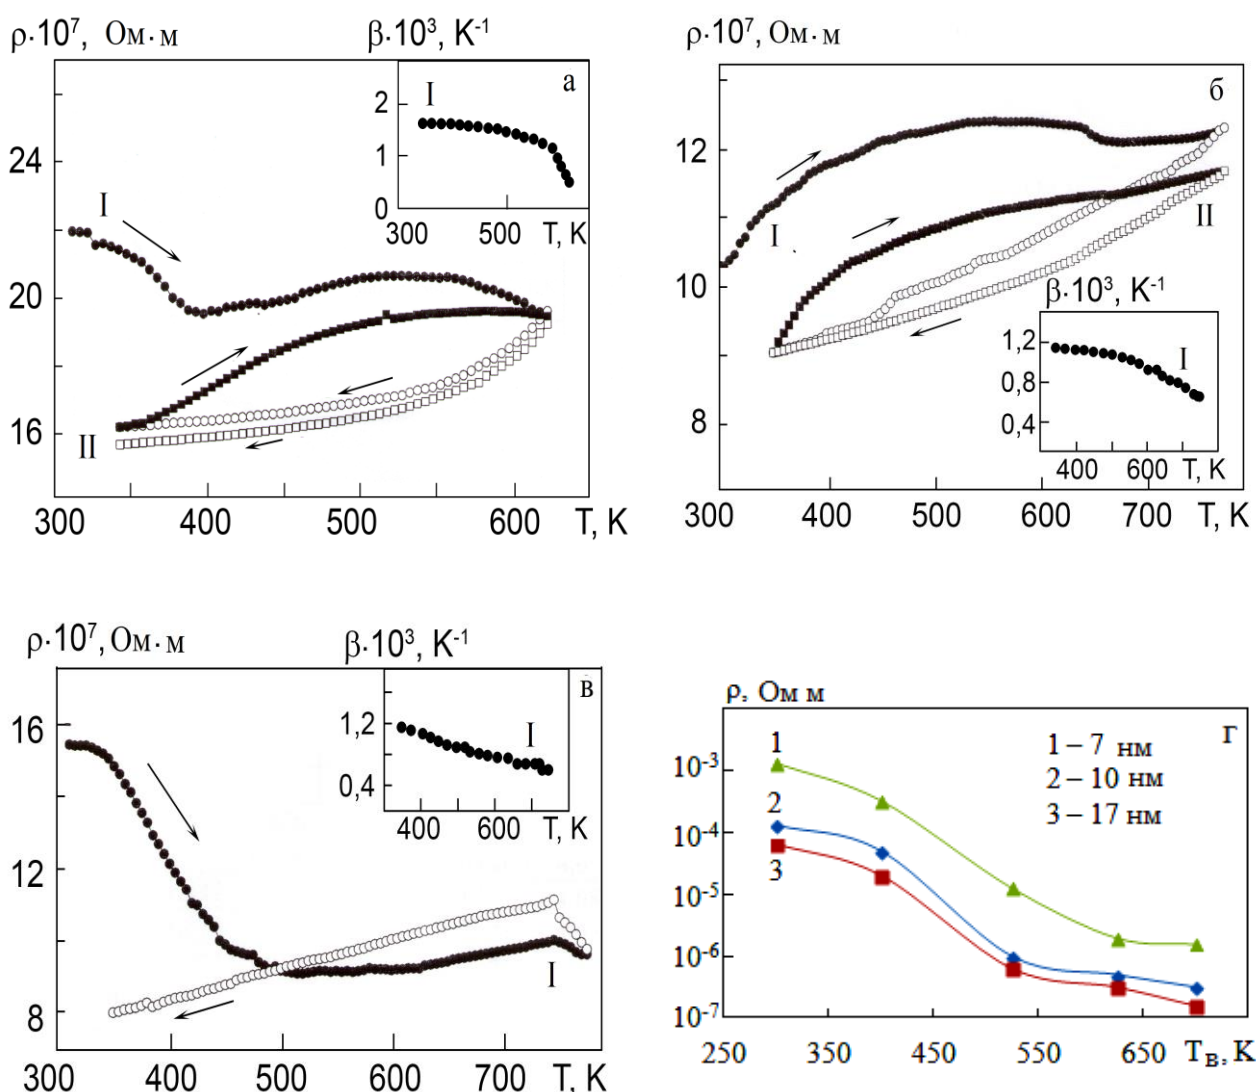 ρ·10⁷, Ом·м
β·10³, K⁻¹
а
I
2
1
0
300
500
T, K
24
20
16
I
II
300
400
500
600
T, K
ρ·10⁷, Ом·м
б
12
10
8
I
II
β·10³, K⁻¹
1,2
0,8
0,4
I
400
600
T, K
300
400
500
600
700
T, K
ρ·10⁷, Ом·м
β·10³, K⁻¹
в
1,2
0,4
I
400
600
T, K
16
12
8
I
300
400
500
600
700
T, K
ρ, Ом м
г
1
2
3
1 – 7 нм
2 – 10 нм
3 – 17 нм
10⁻³
10⁻⁴
10⁻⁵
10⁻⁶
10⁻⁷
250
350
450
550
650
Tв, K